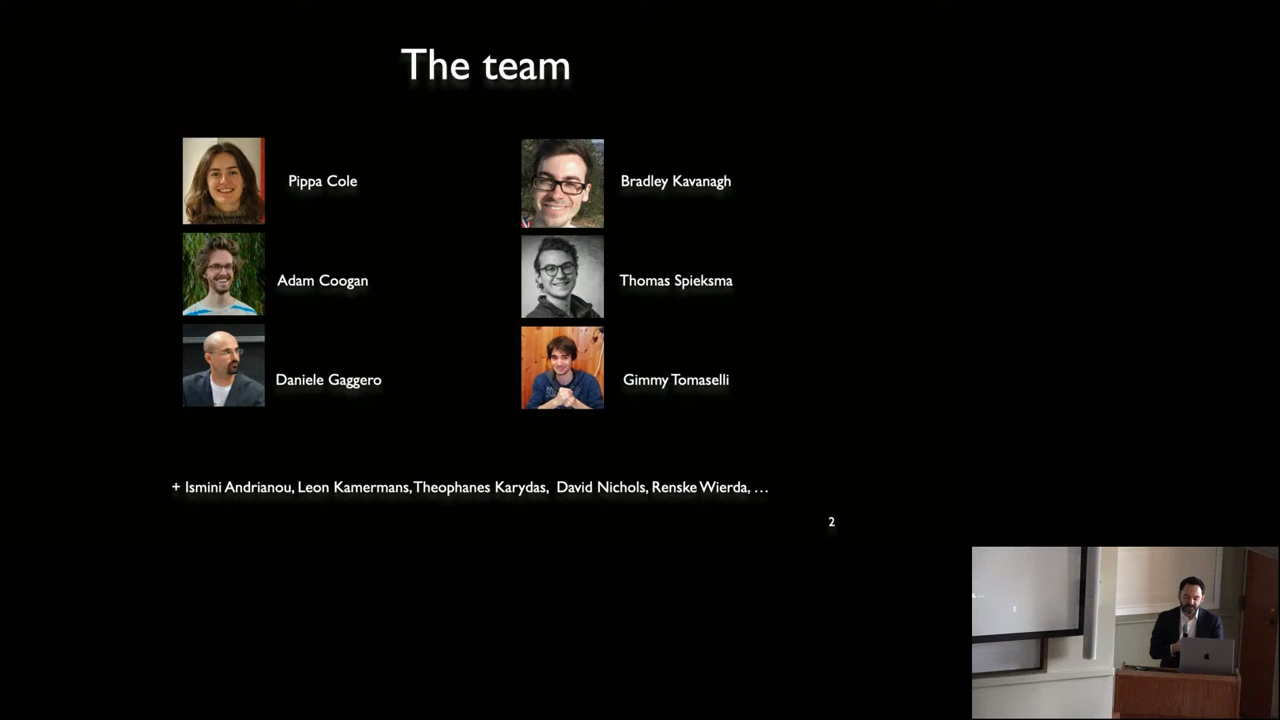 The team
Pippa Cole
Bradley Kavanagh
Adam Coogan
Thomas Spieksma
Daniele Gaggero
Gimmy Tomaselli
+ Ismini Andrianou, Leon Kamermans, Theophanes Karydas, David Nichols, Renske Wierda, …
2